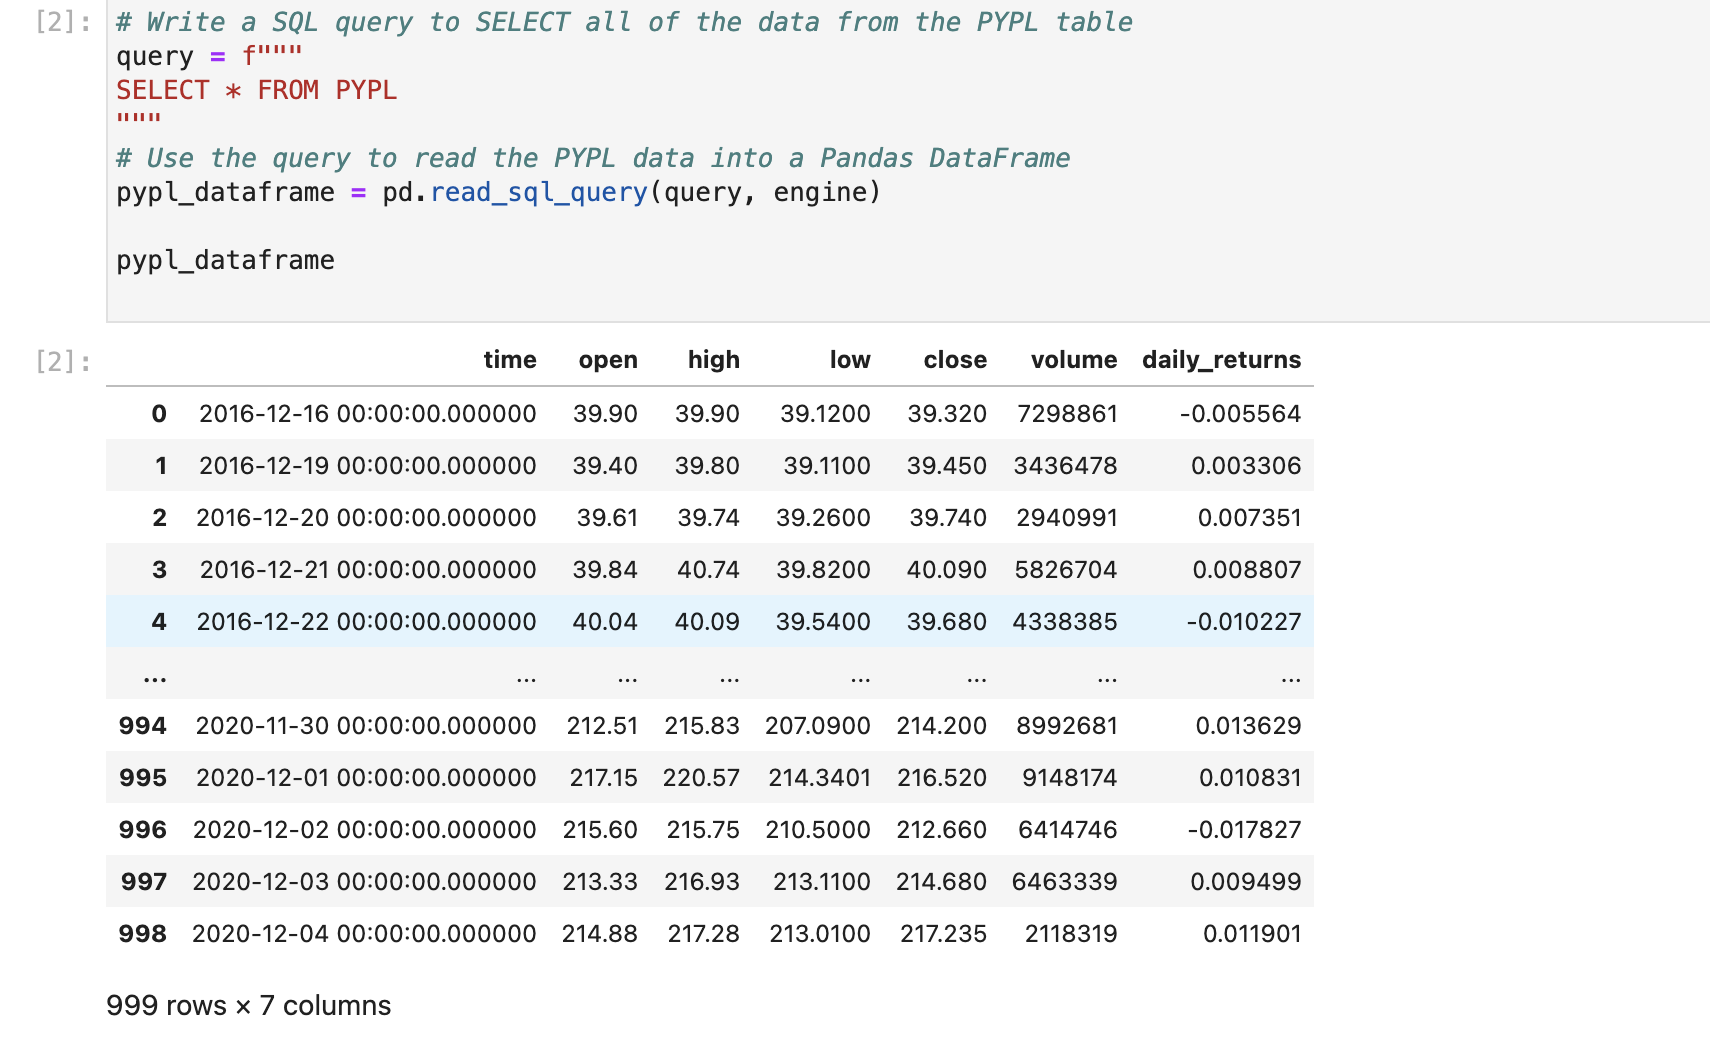 [2]: # Write a SQL query to SELECT all of the data from the PYPL table
query = f"""
SELECT * FROM PYPL
"""
# Use the query to read the PYPL data into a Pandas DataFrame
pypl_dataframe = pd.read_sql_query(query, engine)
pypl_dataframe
[2]: time open high low close volume daily_returns
0 2016-12-16 00:00:00.000000 39.90 39.90 39.1200 39.320 7298861 -0.005564
1 2016-12-19 00:00:00.000000 39.40 39.80 39.1100 39.450 3436478 0.003306
2 2016-12-20 00:00:00.000000 39.61 39.74 39.2600 39.740 2940991 0.007351
3 2016-12-21 00:00:00.000000 39.84 40.74 39.8200 40.090 5826704 0.008807
4 2016-12-22 00:00:00.000000 40.04 40.09 39.5400 39.680 4338385 -0.010227
... ... ... ... ... ... ... ...
994 2020-11-30 00:00:00.000000 212.51 215.83 207.0900 214.200 8992681 0.013629
995 2020-12-01 00:00:00.000000 217.15 220.57 214.3401 216.520 9148174 0.010831
996 2020-12-02 00:00:00.000000 215.60 215.75 210.5000 212.660 6414746 -0.017827
997 2020-12-03 00:00:00.000000 213.33 216.93 213.1100 214.680 6463339 0.009499
998 2020-12-04 00:00:00.000000 214.88 217.28 213.0100 217.235 2118319 0.011901
999 rows × 7 columns